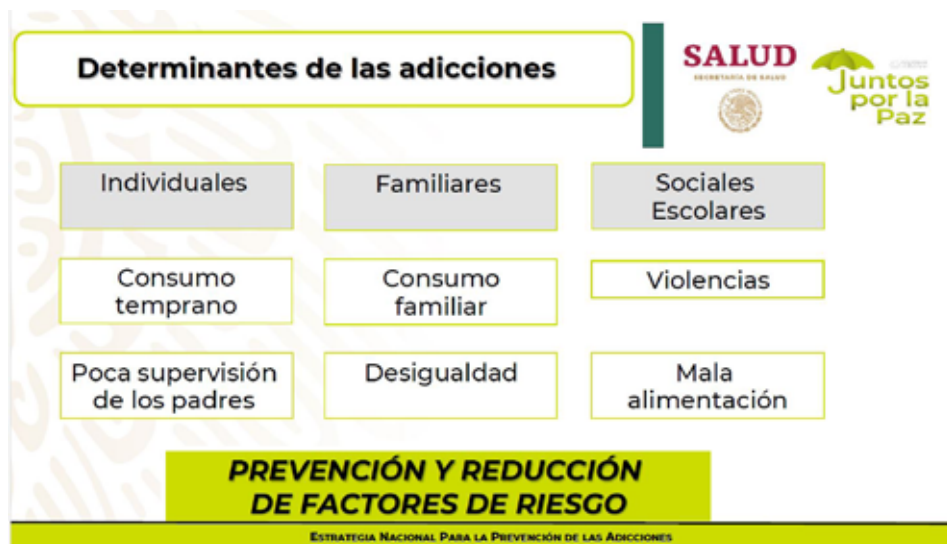 Determinantes de las adicciones
SALUD
SECRETARÍA DE SALUD
Juntos
por la
Paz
Individuales
Familiares
Sociales
Escolares
Consumo
temprano
Consumo
familiar
Violencias
Poca supervisión
de los padres
Desigualdad
Mala
alimentación
PREVENCIÓN Y REDUCCIÓN
DE FACTORES DE RIESGO
ESTRATEGIA NACIONAL PARA LA PREVENCIÓN DE LAS ADICCIONES